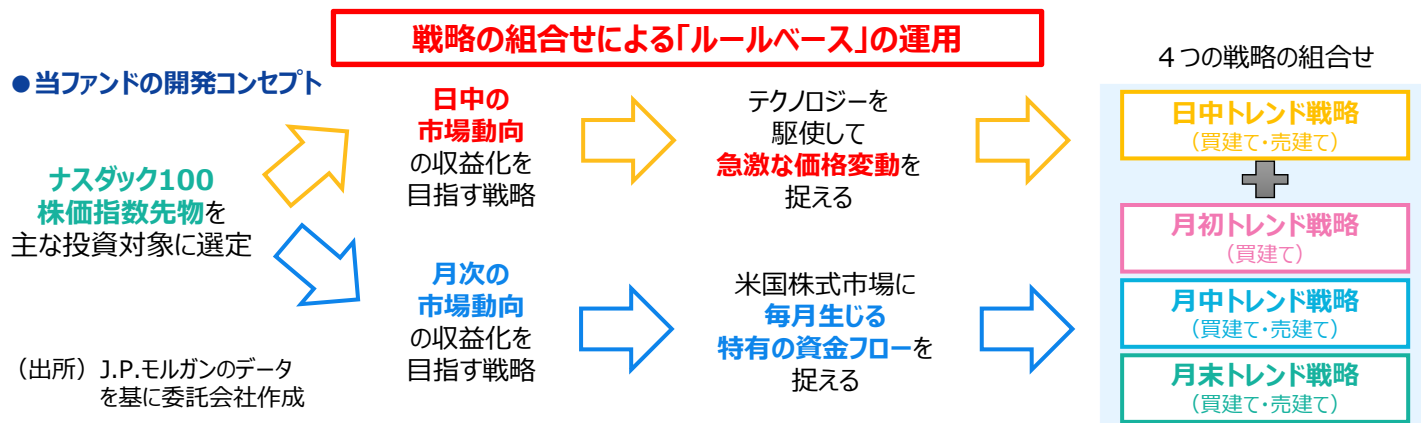 戦略の組合せによる「ルールベース」の運用
●当ファンドの開発コンセプト
ナスダック100
株価指数先物を
主な投資対象に選定
日中の
市場動向
の収益化を
目指す戦略
テクノロジーを
駆使して
急激な価格変動を
捉える
月次の
市場動向
の収益化を
目指す戦略
米国株式市場に
毎月生じる
特有の資金フローを
捉える
4つの戦略の組合せ
日中トレンド戦略
（買建て・売建て）
月初トレンド戦略
（買建て）
月中トレンド戦略
（買建て・売建て）
月末トレンド戦略
（買建て・売建て）
（出所）J.P.モルガンのデータ
を基に委託会社作成